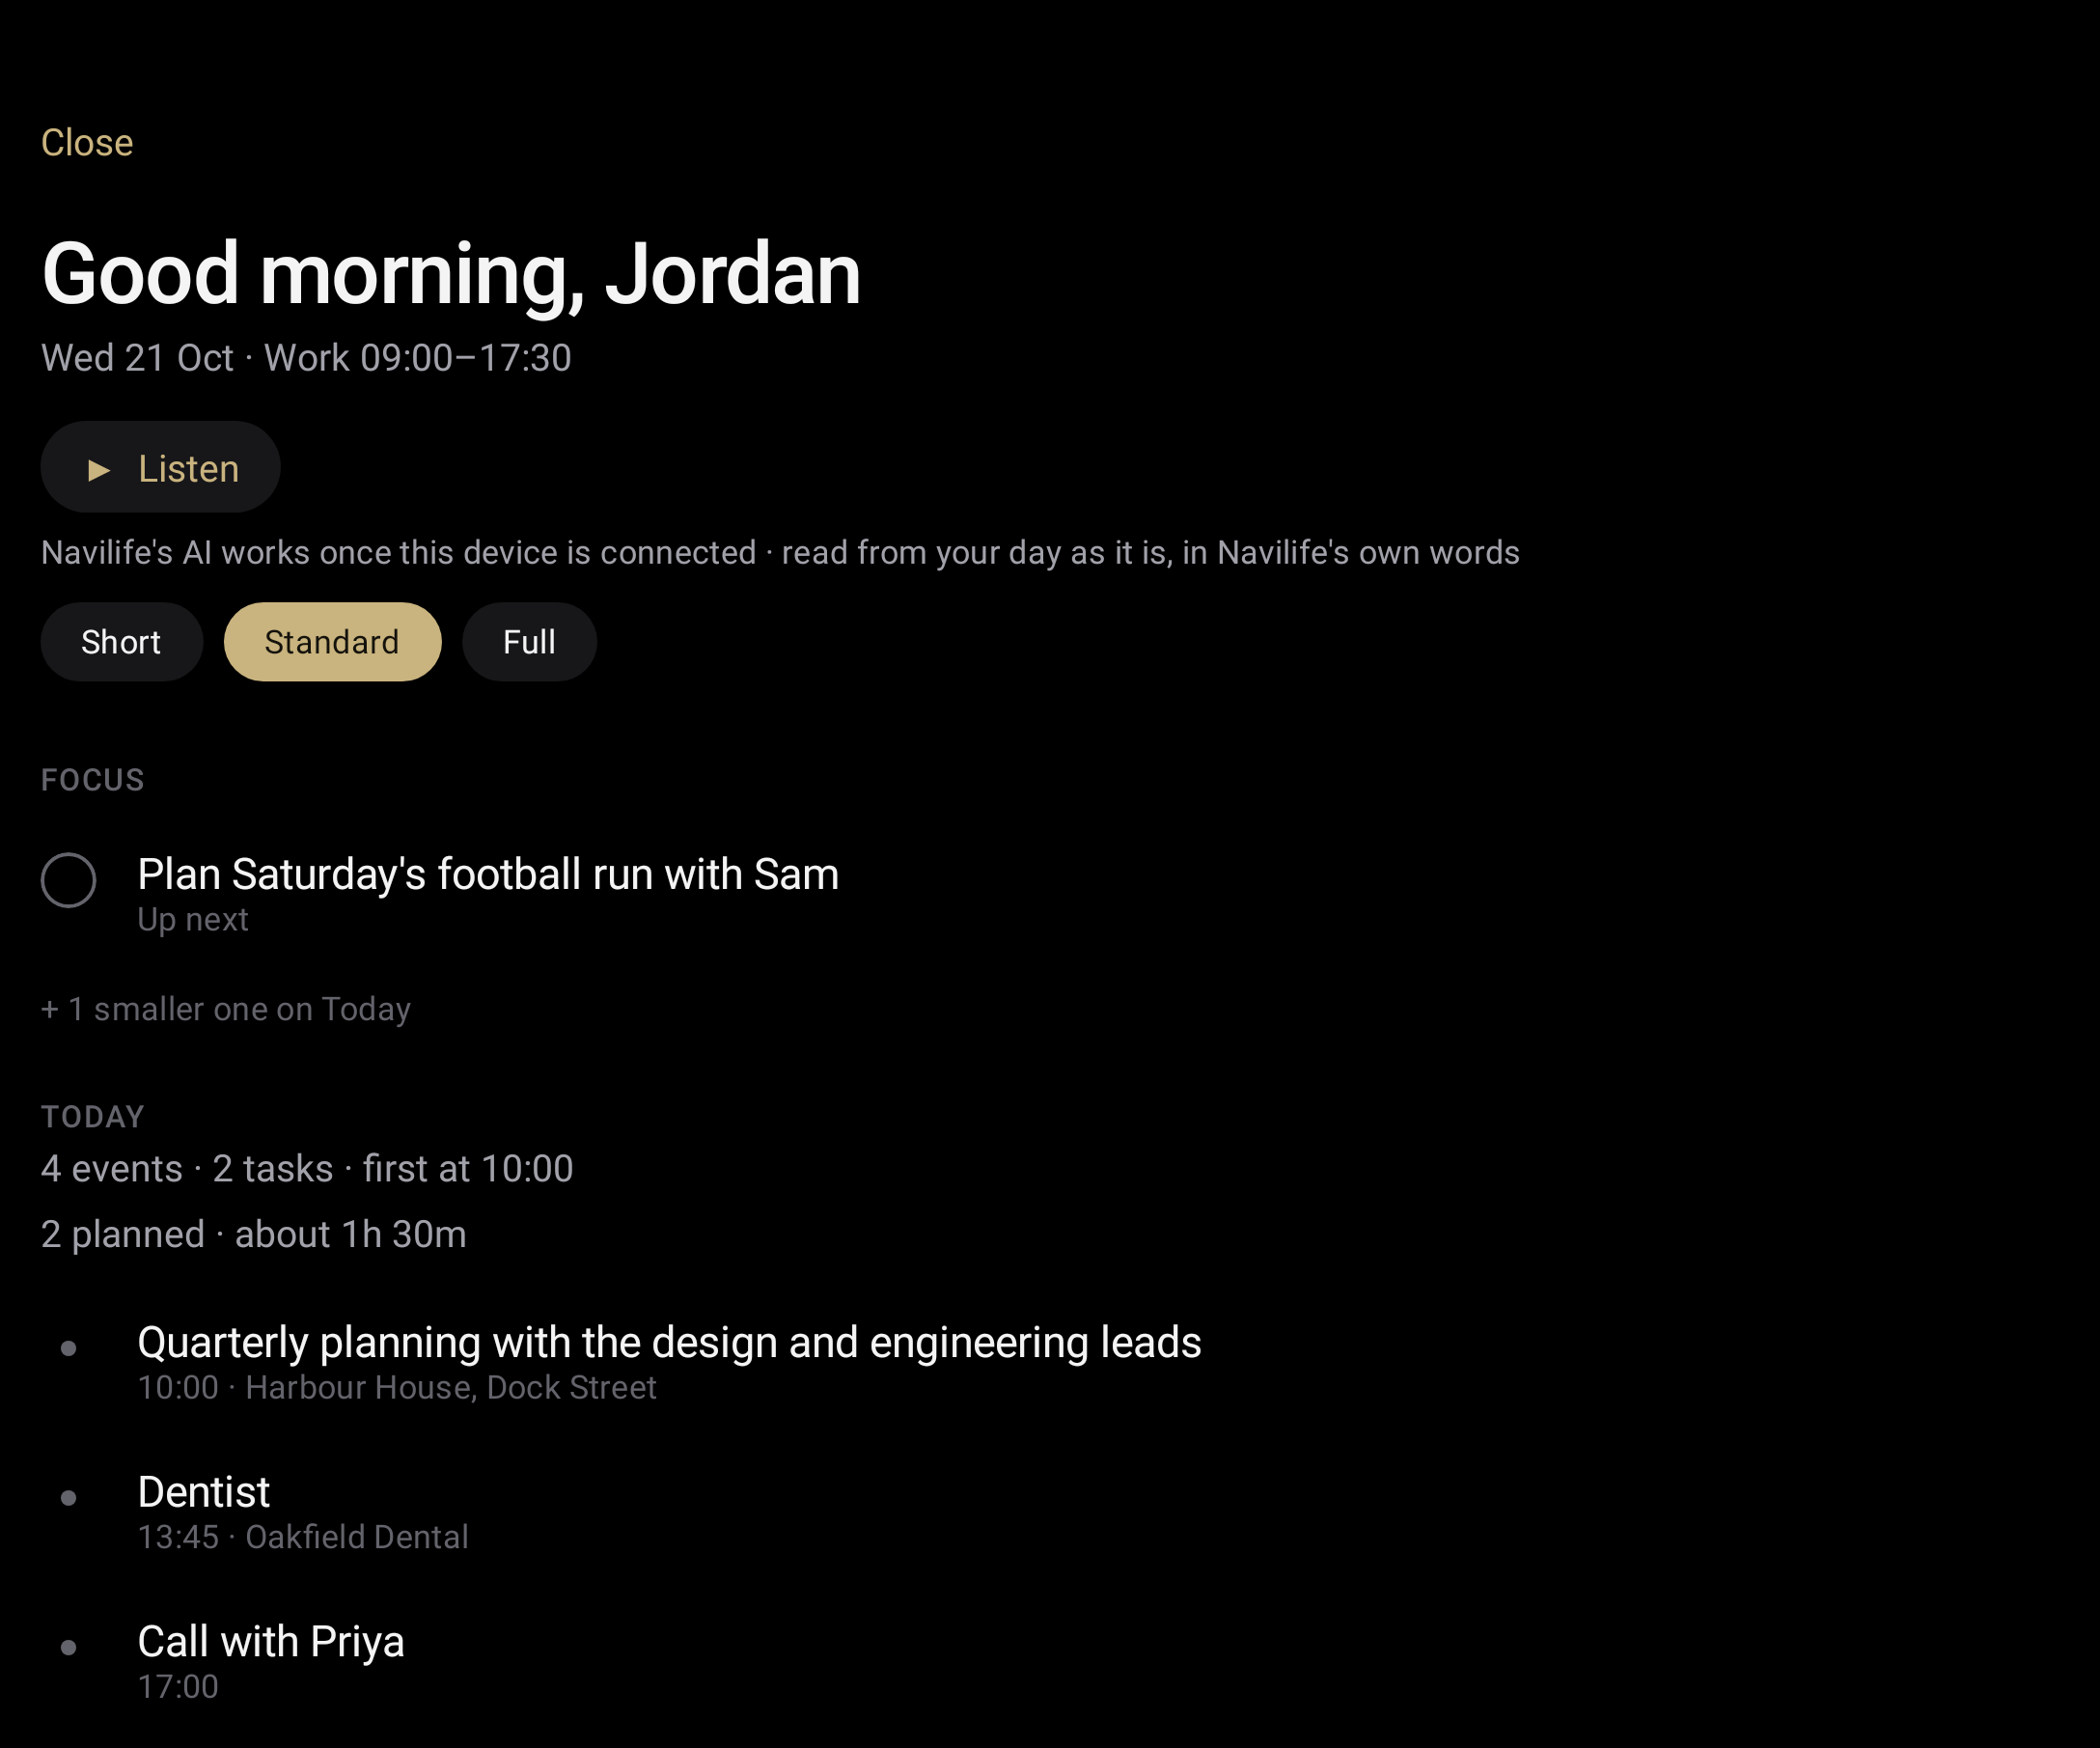 Close
Good morning, Jordan
Wed 21 Oct · Work 09:00–17:30
▶ Listen
Navilife's AI works once this device is connected · read from your day as it is, in Navilife's own words
Short Standard Full
FOCUS
Plan Saturday's football run with Sam
Up next
+ 1 smaller one on Today
TODAY
4 events · 2 tasks · first at 10:00
2 planned · about 1h 30m
Quarterly planning with the design and engineering leads
10:00 · Harbour House, Dock Street
Dentist
13:45 · Oakfield Dental
Call with Priya
17:00